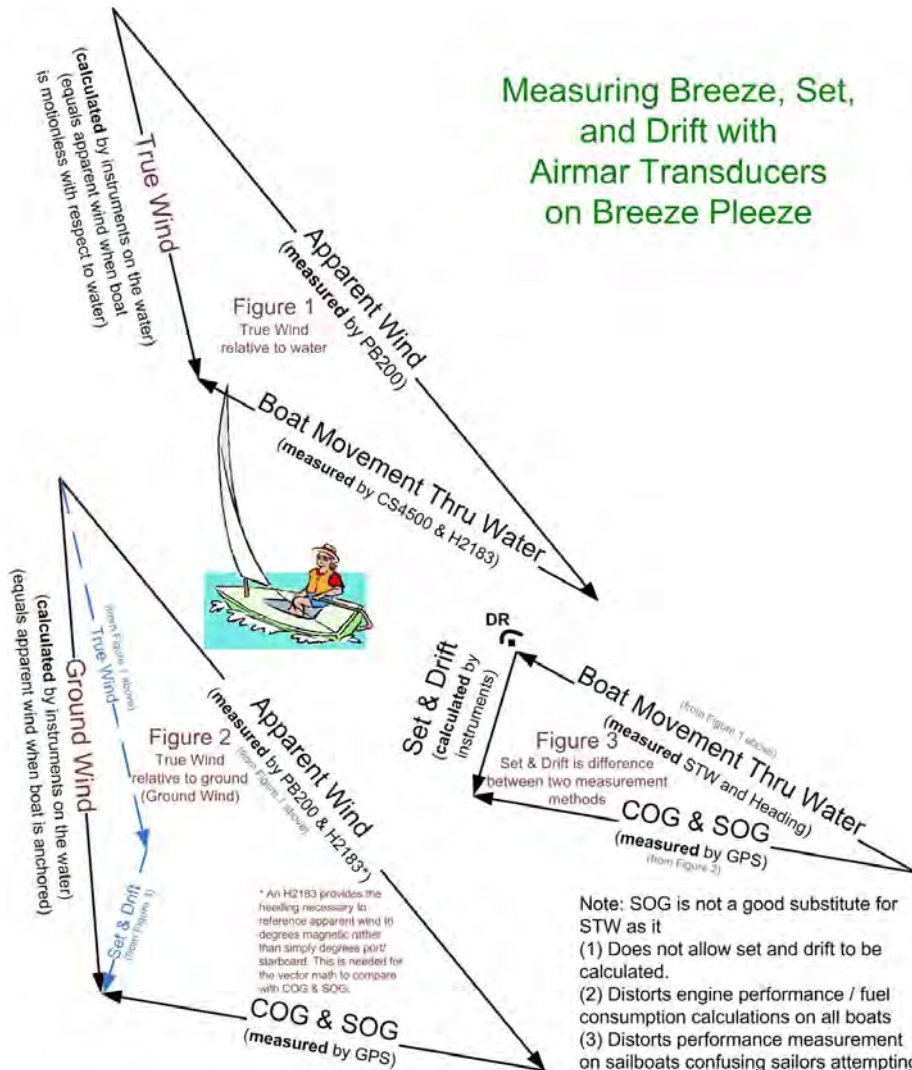 Measuring Breeze, Set,
and Drift with
Airmar Transducers
on Breeze Pleeze
True Wind
(calculated by instruments on the water)
(equals apparent wind when boat
is motionless with respect to water)
Apparent Wind
(measured by PB200)
Figure 1
True Wind
relative to water
Boat Movement Thru Water
(measured by CS4500 & H2183)
Ground Wind
(calculated by instruments on the water)
(equals apparent wind when boat is anchored)
(from Figure 1 above)
True Wind
Set & Drift
(from Figure 3)
Figure 2
True Wind
relative to ground
(Ground Wind)
Apparent Wind
(measured by PB200 & H2183*)
(from Figure 1 above)
* An H2183 provides the
heading necessary to
reference apparent wind to
degrees magnetic rather
than simply degrees port/
starboard. This is needed for
the vector math to compare
with COG & SOG.
COG & SOG
(measured by GPS)
DR
Set & Drift
(calculated by
instruments)
(from Figure 1 above)
Boat Movement Thru Water
(measured STW and Heading)
Figure 3
Set & Drift is difference
between two measurement
methods
COG & SOG
(measured by GPS)
(from Figure 2)
Note: SOG is not a good substitute for
STW as it
(1) Does not allow set and drift to be
calculated.
(2) Distorts engine performance / fuel
consumption calculations on all boats
(3) Distorts performance measurement
on sailboats confusing sailors attempting